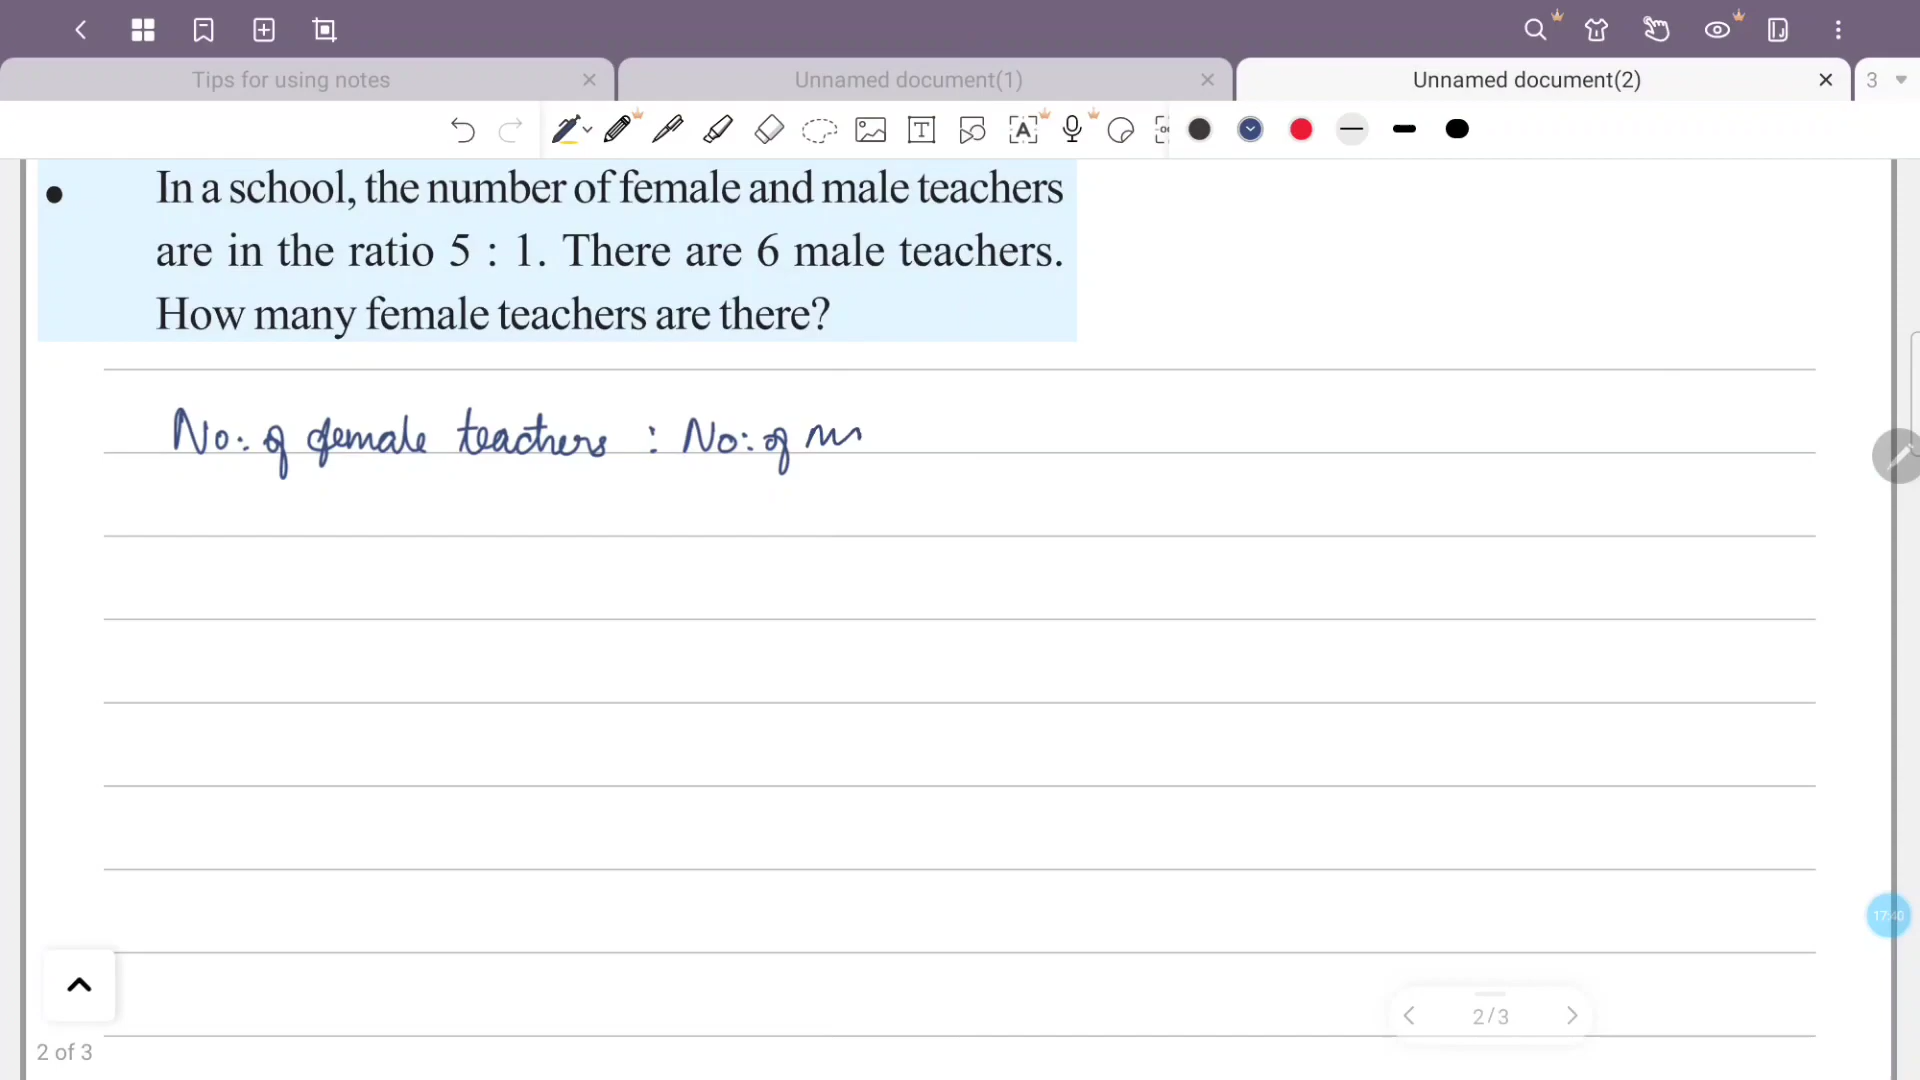 Tips for using notes
Unnamed document(1)
Unnamed document(2)
3
In a school, the number of female and male teachers
are in the ratio 5 : 1. There are 6 male teachers.
How many female teachers are there?
No: of female teachers : No: of m
17:40
2/3
2 of 3